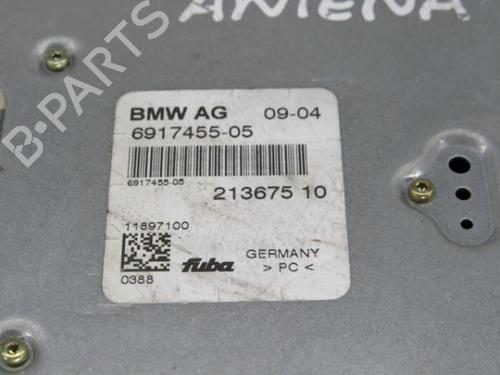 ANTENA
BMW AG 09-04
6917455-05
6917455-05
213675 10
11897100
0388
fuba
GERMANY
> PC <
B-PARTS